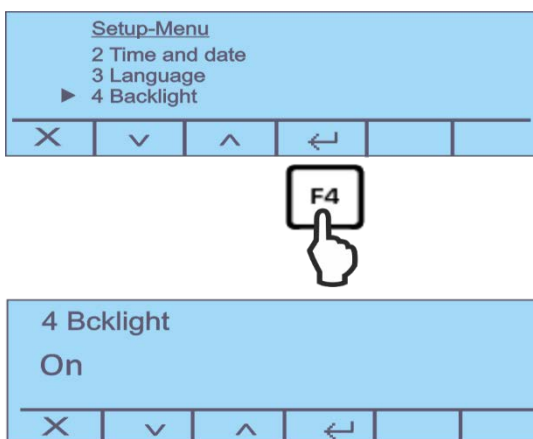 Setup-Menu
2 Time and date
3 Language
► 4 Backlight
F4
4 Bcklight
On